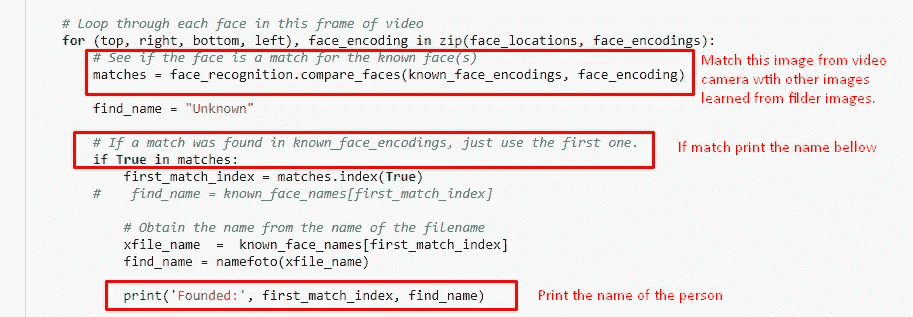 # Loop through each face in this frame of video
for (top, right, bottom, left), face_encoding in zip(face_locations, face_encodings):
# See if the face is a match for the known face(s)
matches = face_recognition.compare_faces(known_face_encodings, face_encoding)
Match this image from video
camera wtih other images
learned from filder images.
find_name = "Unknown"
# If a match was found in known_face_encodings, just use the first one.
if True in matches:
If match print the name bellow
first_match_index = matches.index(True)
# find_name = known_face_names[first_match_index]
# Obtain the name from the name of the filename
xfile_name = known_face_names[first_match_index]
find_name = namefoto(xfile_name)
print('Founded:', first_match_index, find_name)
Print the name of the person